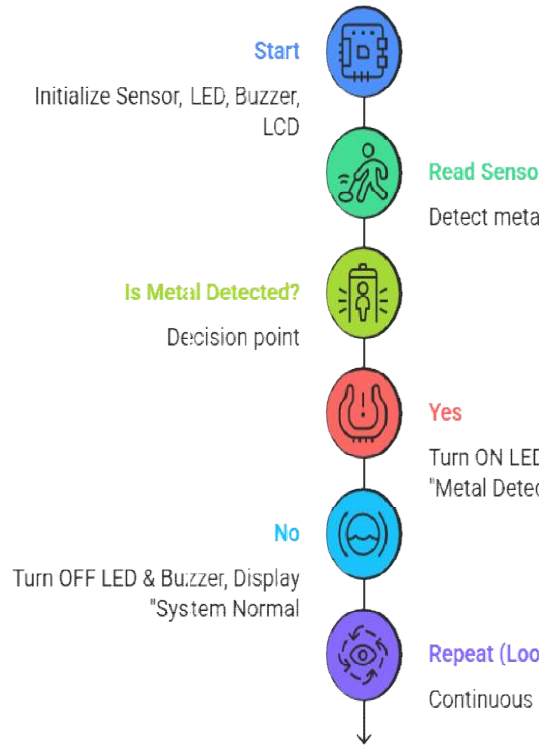 Start
Initialize Sensor, LED, Buzzer,
LCD
Read Senso
Detect meta
Is Metal Detected?
Decision point
Yes
Turn ON LED
"Metal Detec
No
Turn OFF LED & Buzzer, Display
"System Normal
Repeat (Loo
Continuous